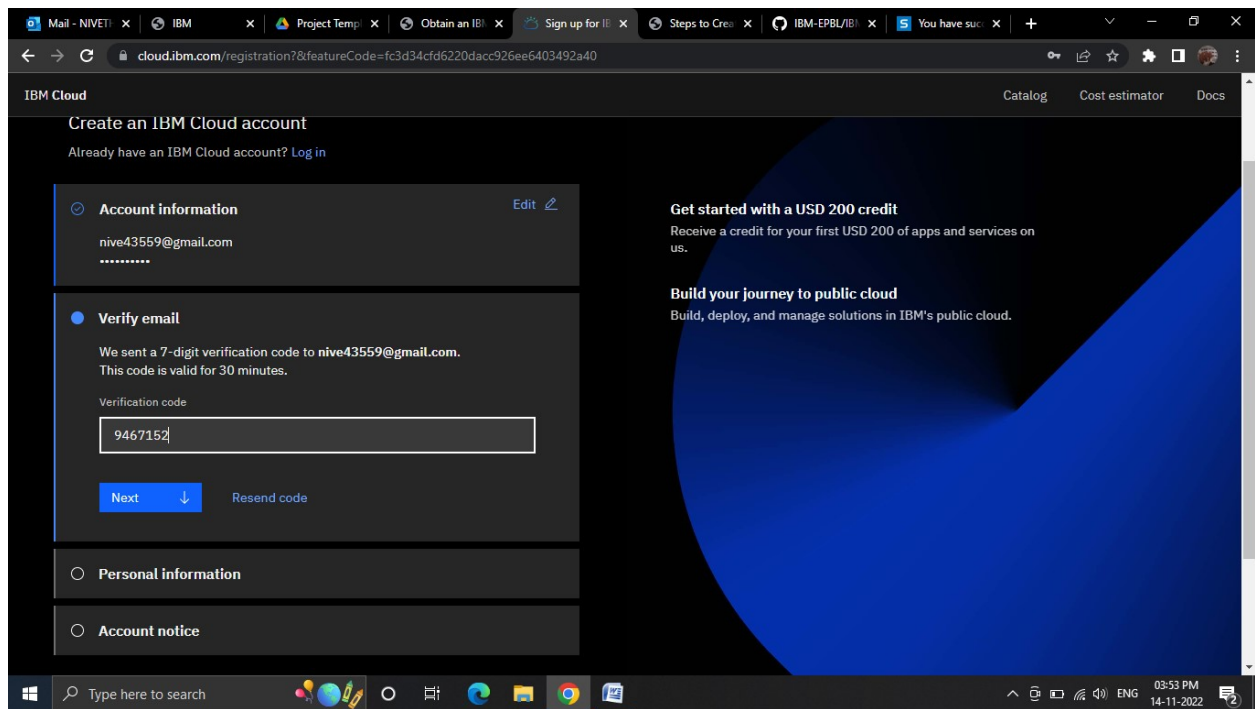 Mail - NIVETH
IBM
Project Templ
Obtain an IBM
Sign up for IB
Steps to Crea
IBM-EPBL/IBM
You have succ
cloud.ibm.com/registration?&featureCode=fc3d34cfd6220dacc926ee6403492a40
IBM Cloud
Catalog
Cost estimator
Docs
Create an IBM Cloud account
Already have an IBM Cloud account? Log in
Account information
Edit
nive43559@gmail.com
••••••••••
Verify email
We sent a 7-digit verification code to nive43559@gmail.com.
This code is valid for 30 minutes.
Verification code
9467152
Next
Resend code
Personal information
Account notice
Get started with a USD 200 credit
Receive a credit for your first USD 200 of apps and services on
us.
Build your journey to public cloud
Build, deploy, and manage solutions in IBM's public cloud.
Type here to search
ENG
03:53 PM
14-11-2022
2